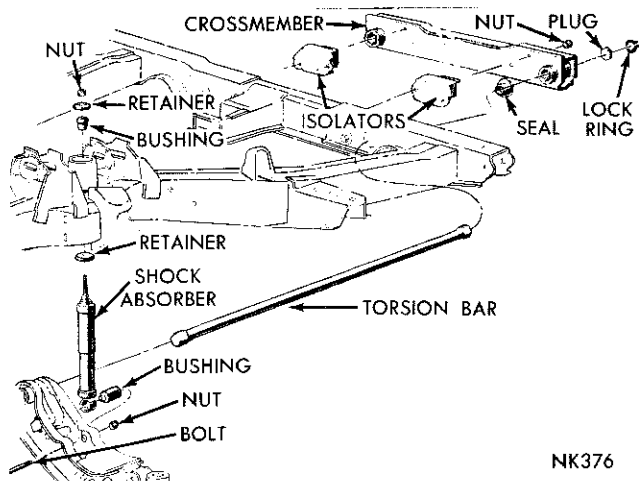 CROSSMEMBER
NUT
PLUG
NUT
RETAINER
BUSHING
ISOLATORS
SEAL
LOCK
RING
RETAINER
SHOCK
ABSORBER
TORSION BAR
BUSHING
NUT
BOLT
NK376